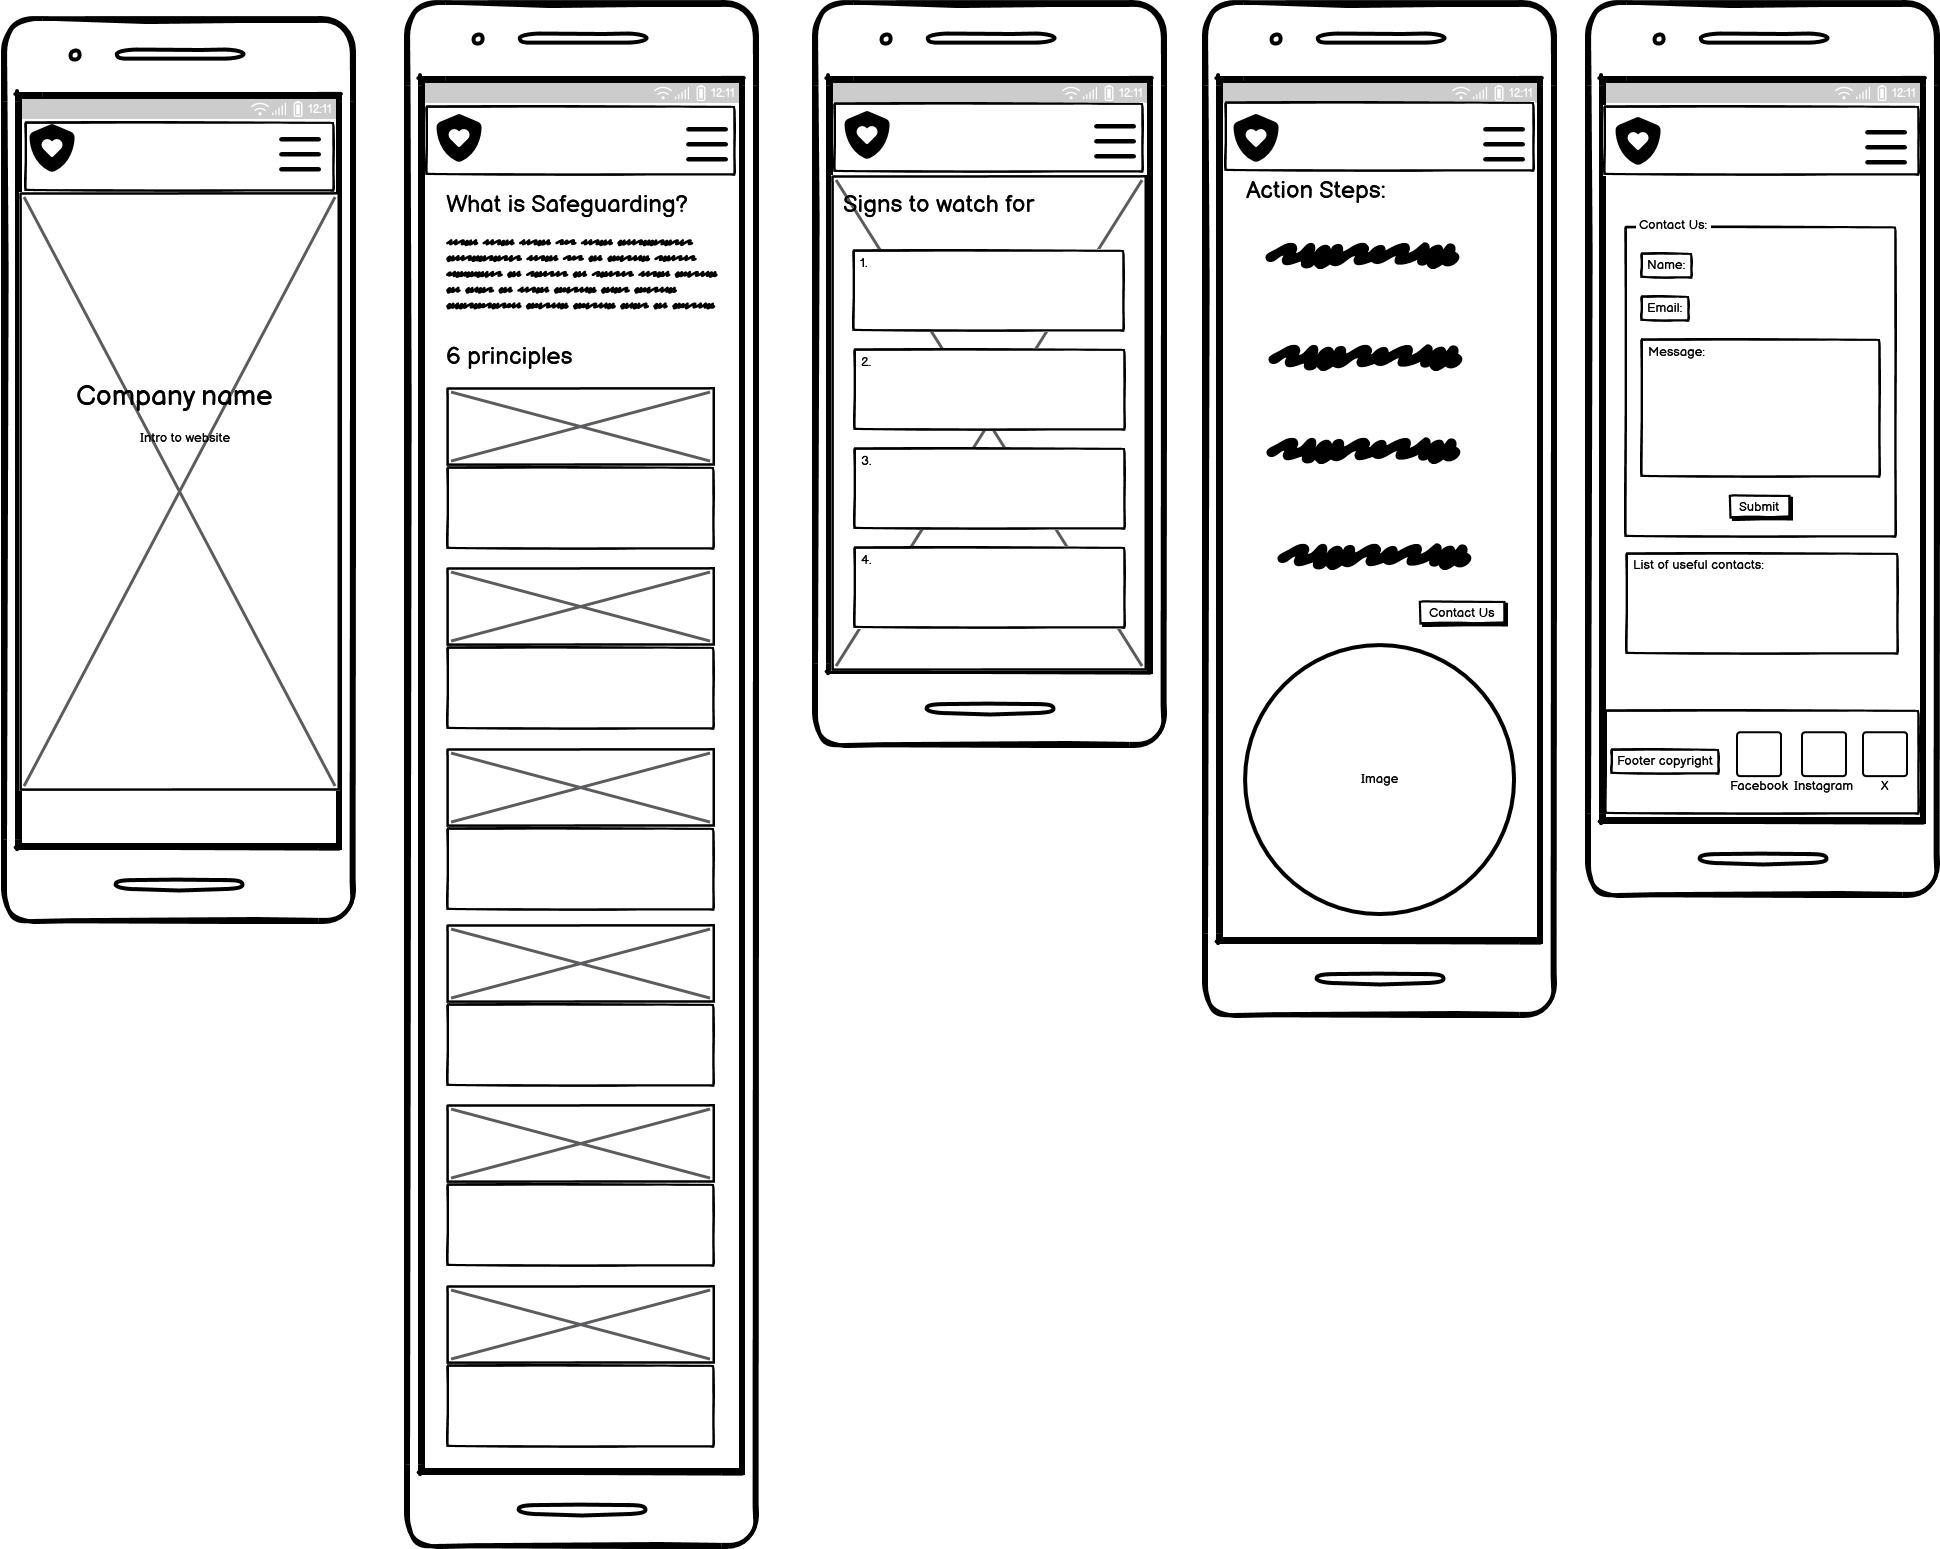 12:11
Company name
Intro to website
12:11
What is Safeguarding?
6 principles
12:11
Signs to watch for
1.
2.
3.
4.
12:11
Action Steps:
Contact Us
Image
12:11
Contact Us:
Name:
Email:
Message:
Submit
List of useful contacts:
Footer copyright
Facebook Instagram X